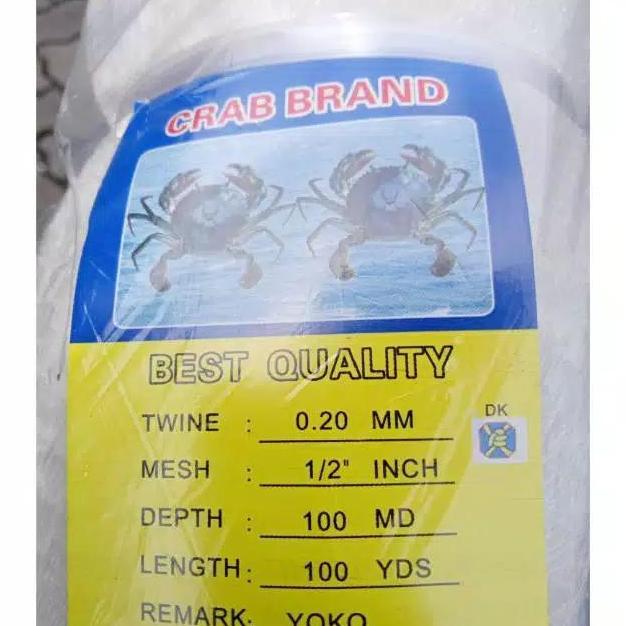 CRAB BRAND
BEST QUALITY
DK
TWINE : 0.20 MM
MESH : 1/2" INCH
DEPTH : 100 MD
LENGTH : 100 YDS
REMARK: YOKO